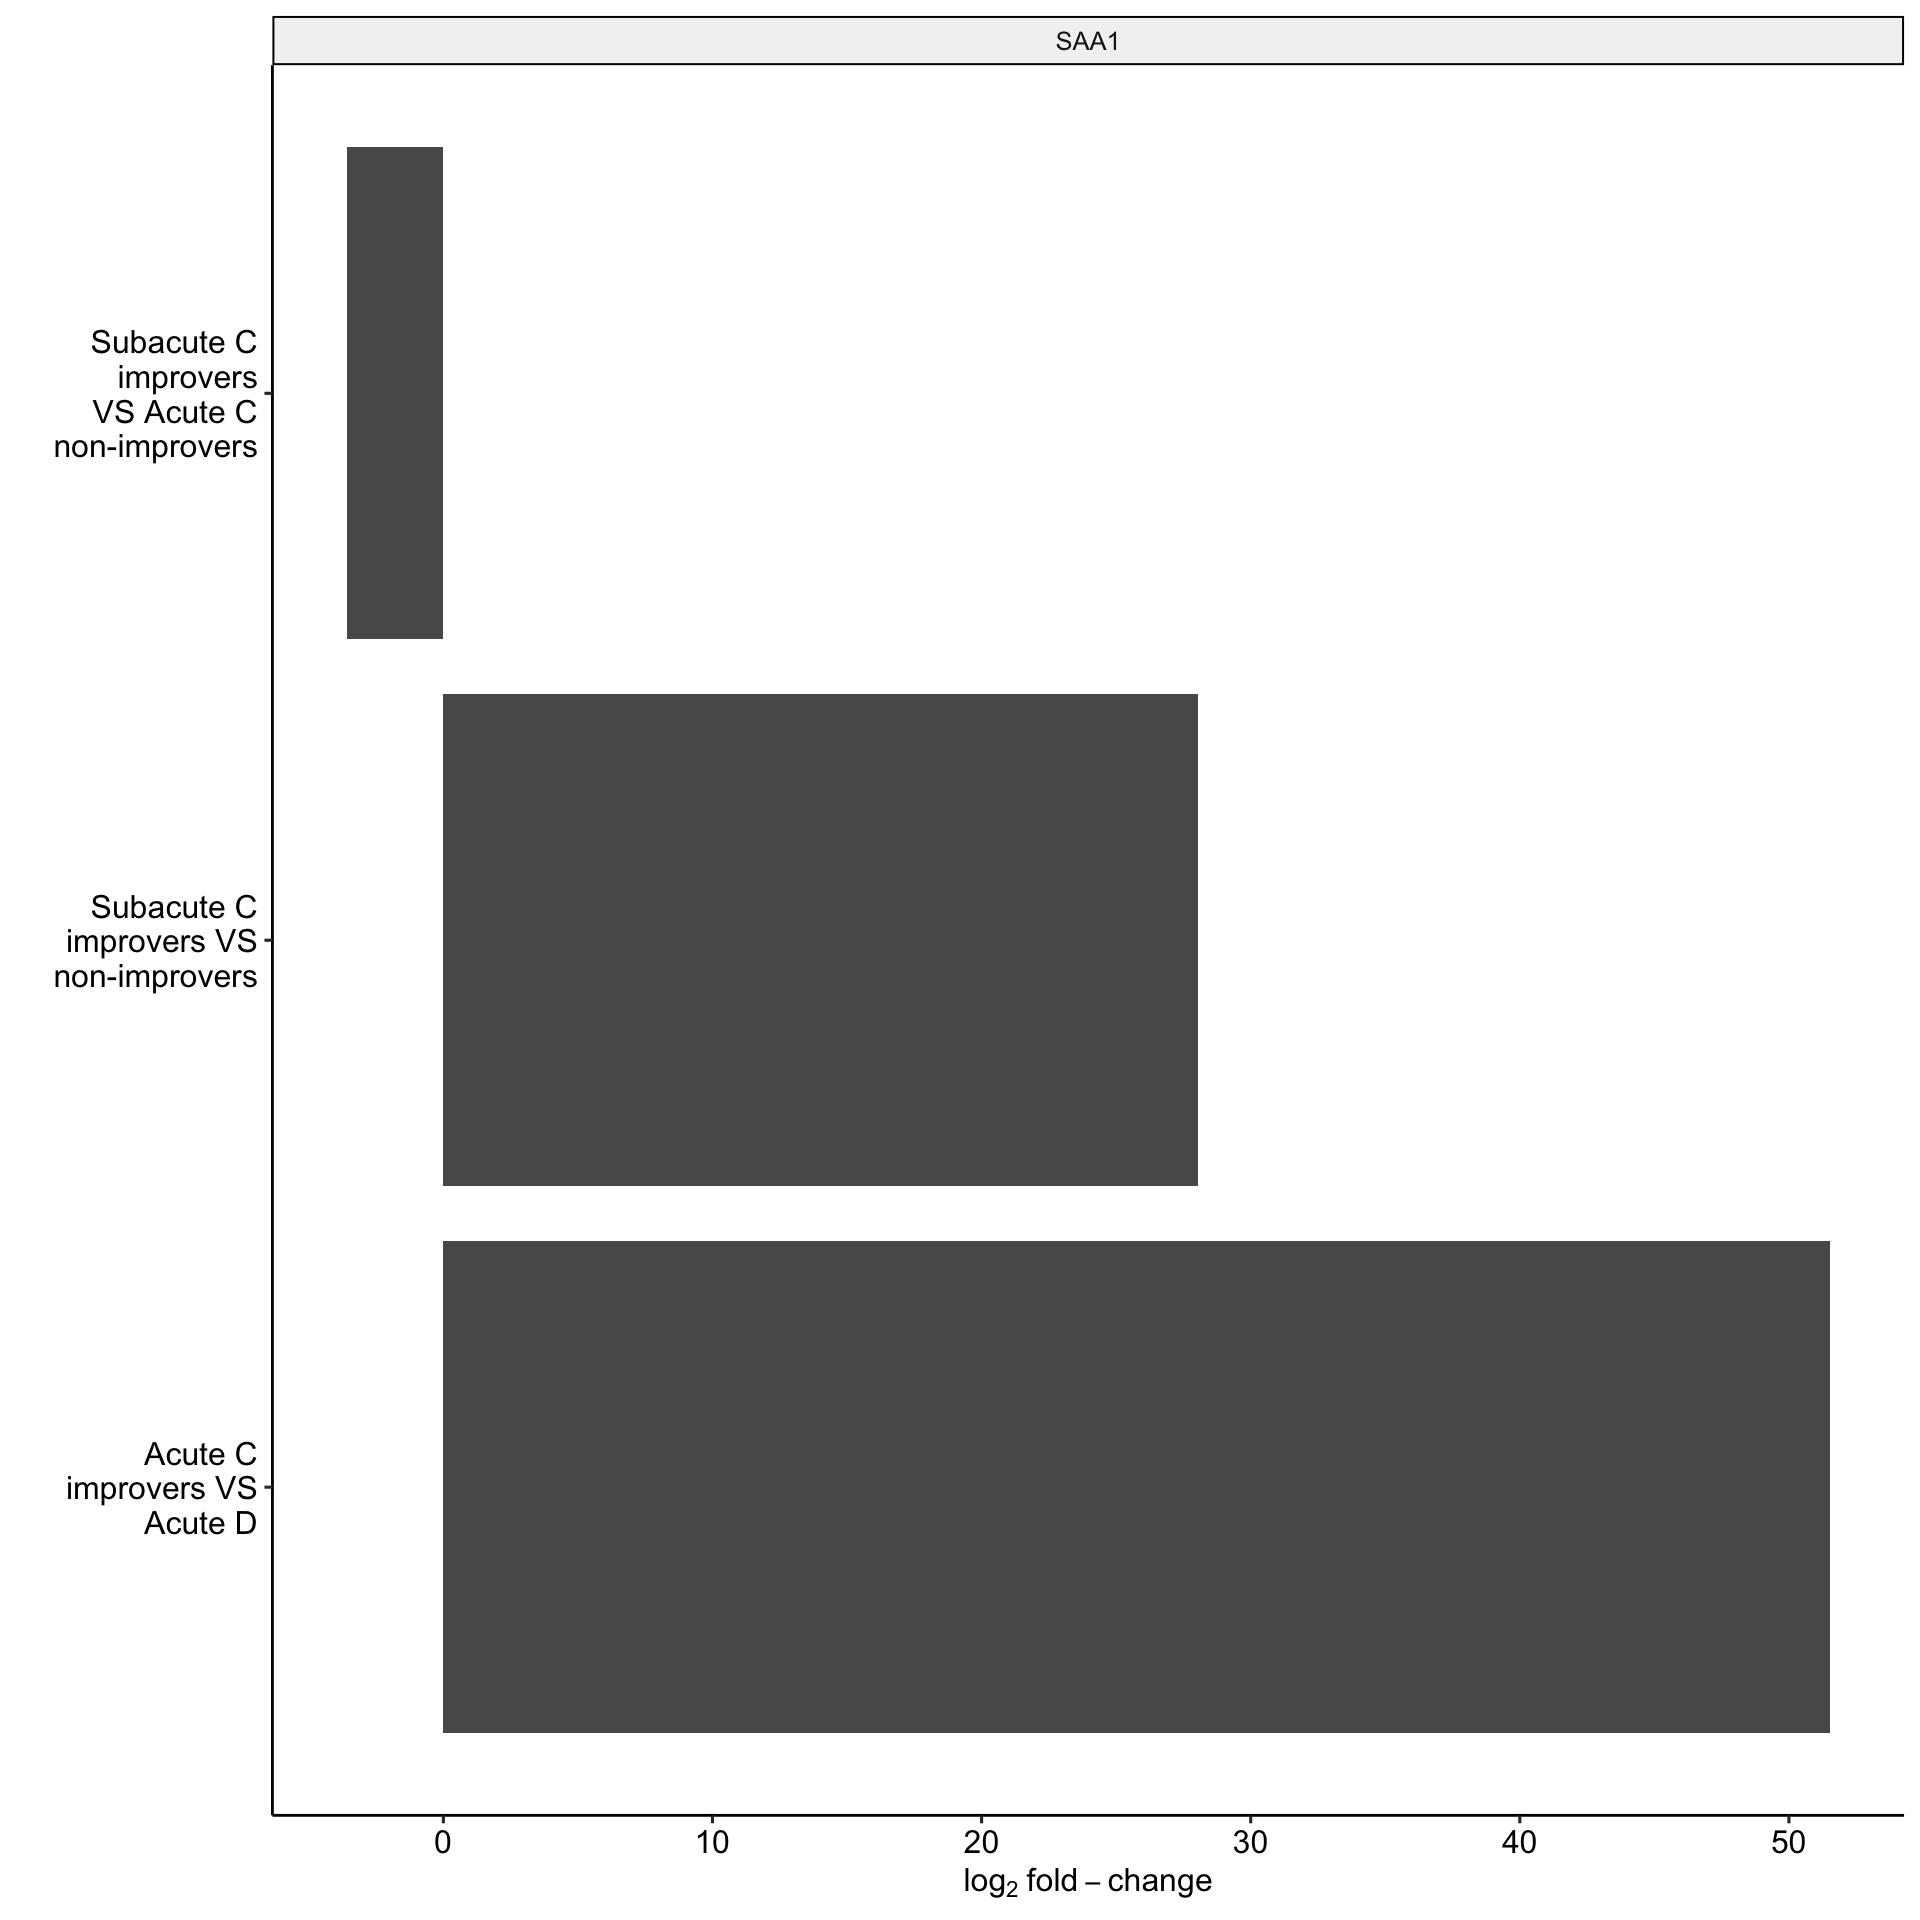 SAA1
Subacute C
improvers
VS Acute C
non-improvers
Subacute C
improvers VS
non-improvers
Acute C
improvers VS
Acute D
0 10 20 30 40 50
log₂ fold – change